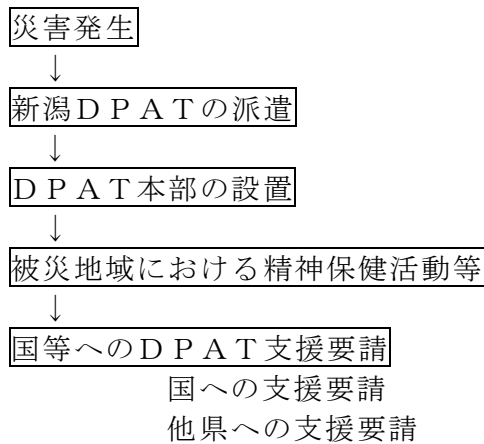 災害発生
↓
新潟ＤＰＡＴの派遣
↓
ＤＰＡＴ本部の設置
↓
被災地域における精神保健活動等
↓
国等へのＤＰＡＴ支援要請
国への支援要請
他県への支援要請